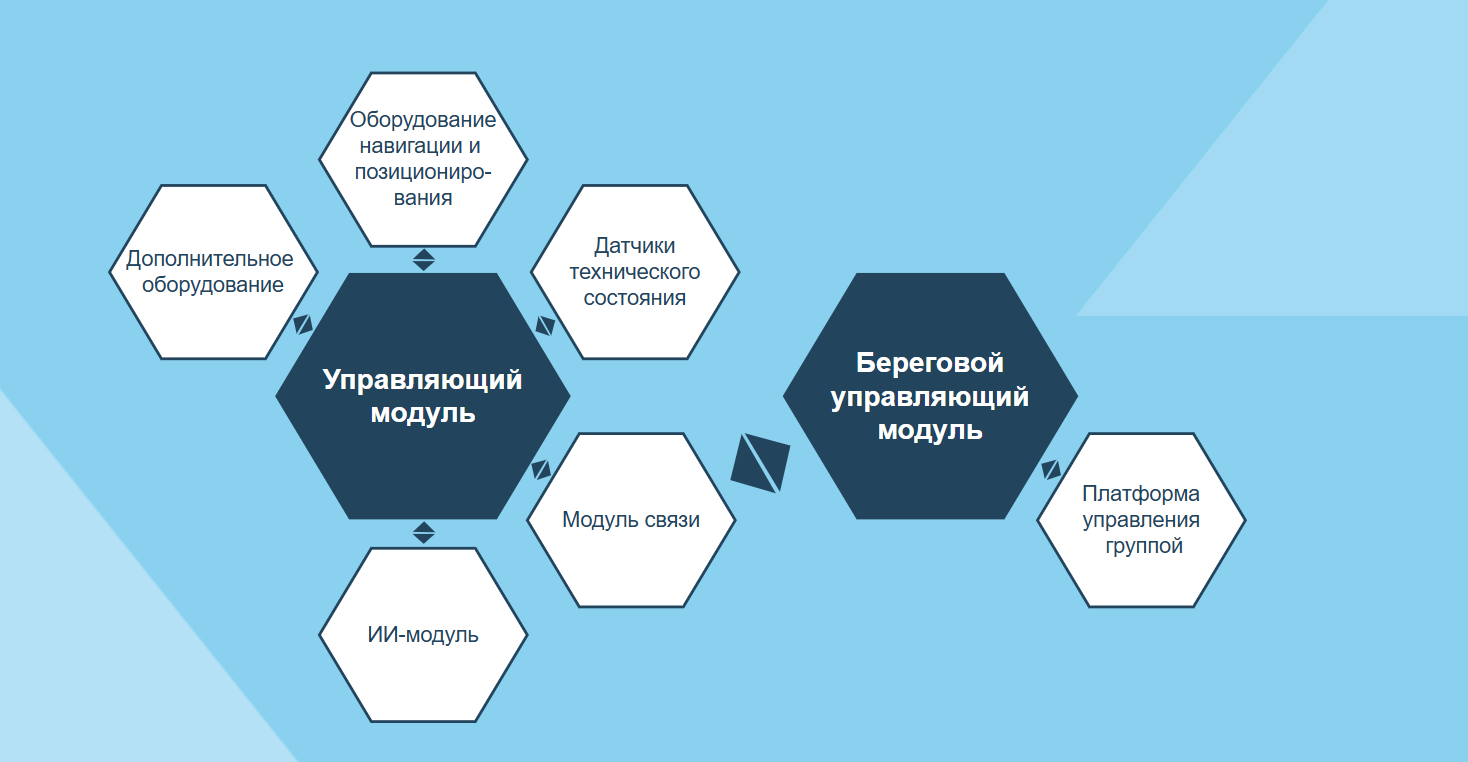 Оборудование
навигации и
позициониро-
вания
Дополнительное
оборудование
Датчики
технического
состояния
Управляющий
модуль
Береговой
управляющий
модуль
Модуль связи
Платформа
управления
группой
ИИ-модуль